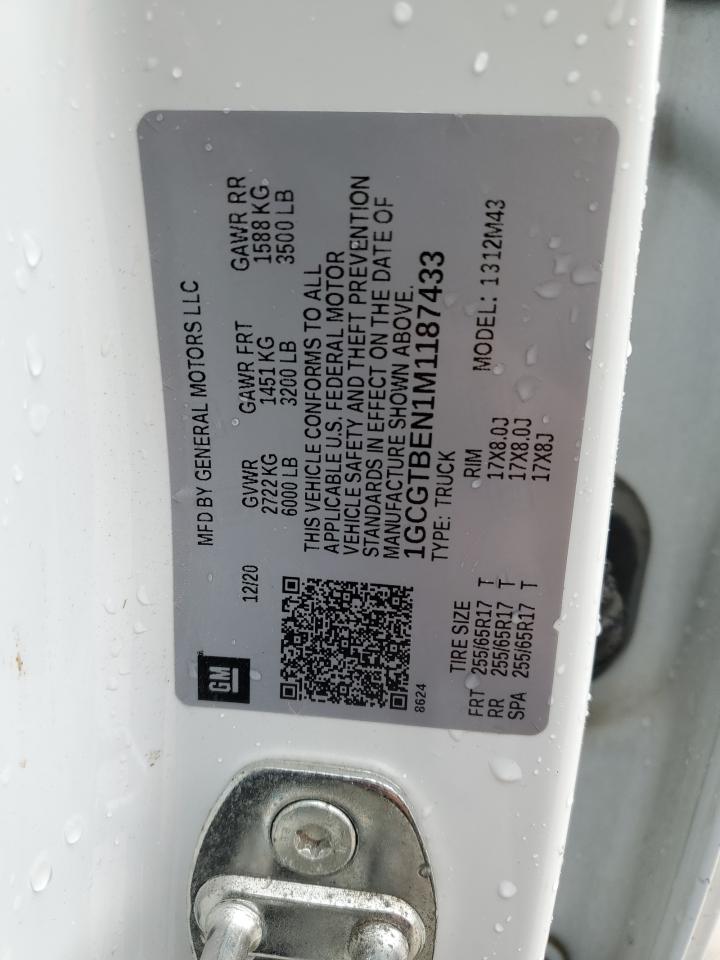 GM
MFD BY GENERAL MOTORS LLC
12/20 GVWR GAWR FRT GAWR RR
2722 KG 1451 KG 1588 KG
6000 LB 3200 LB 3500 LB
THIS VEHICLE CONFORMS TO ALL
APPLICABLE U.S. FEDERAL MOTOR
VEHICLE SAFETY AND THEFT PREVENTION
STANDARDS IN EFFECT ON THE DATE OF
MANUFACTURE SHOWN ABOVE.
1GCGTBEN1M1187433
8624 TYPE: TRUCK
TIRE SIZE RIM MODEL: 1312M43
FRT 255/65R17 T 17X8.0J
RR 255/65R17 T 17X8.0J
SPA 255/65R17 T 17X8J